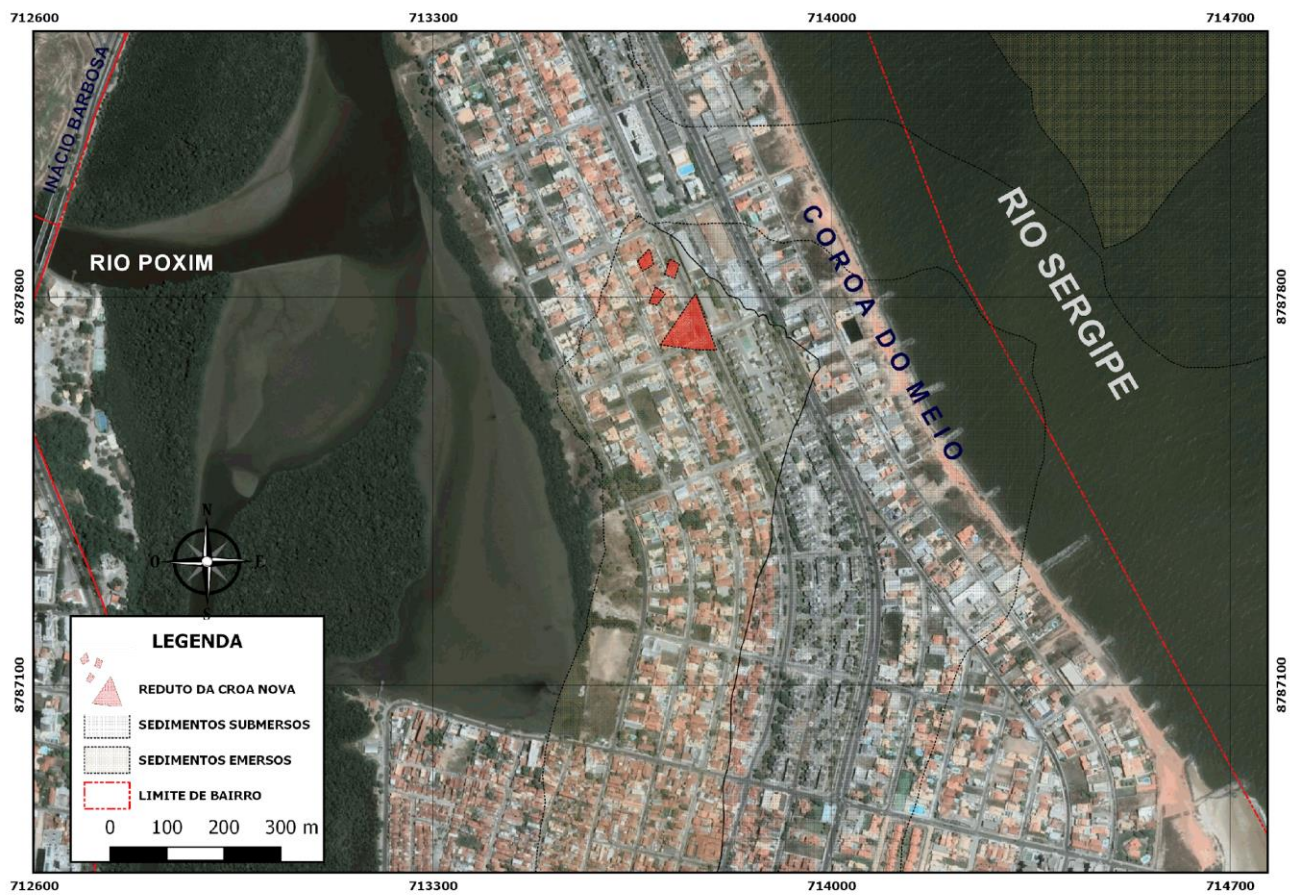 712600 713300 714000 714700
INÁCIO BARBOSA
RIO POXIM
COROA DO MEIO
RIO SERGIPE
8787800 8787800
N
O E
S
LEGENDA
REDUTO DA CROA NOVA
SEDIMENTOS SUBMERSOS
SEDIMENTOS EMERSOS
LIMITE DE BAIRRO
0 100 200 300 m
8787100 8787100
712600 713300 714000 714700